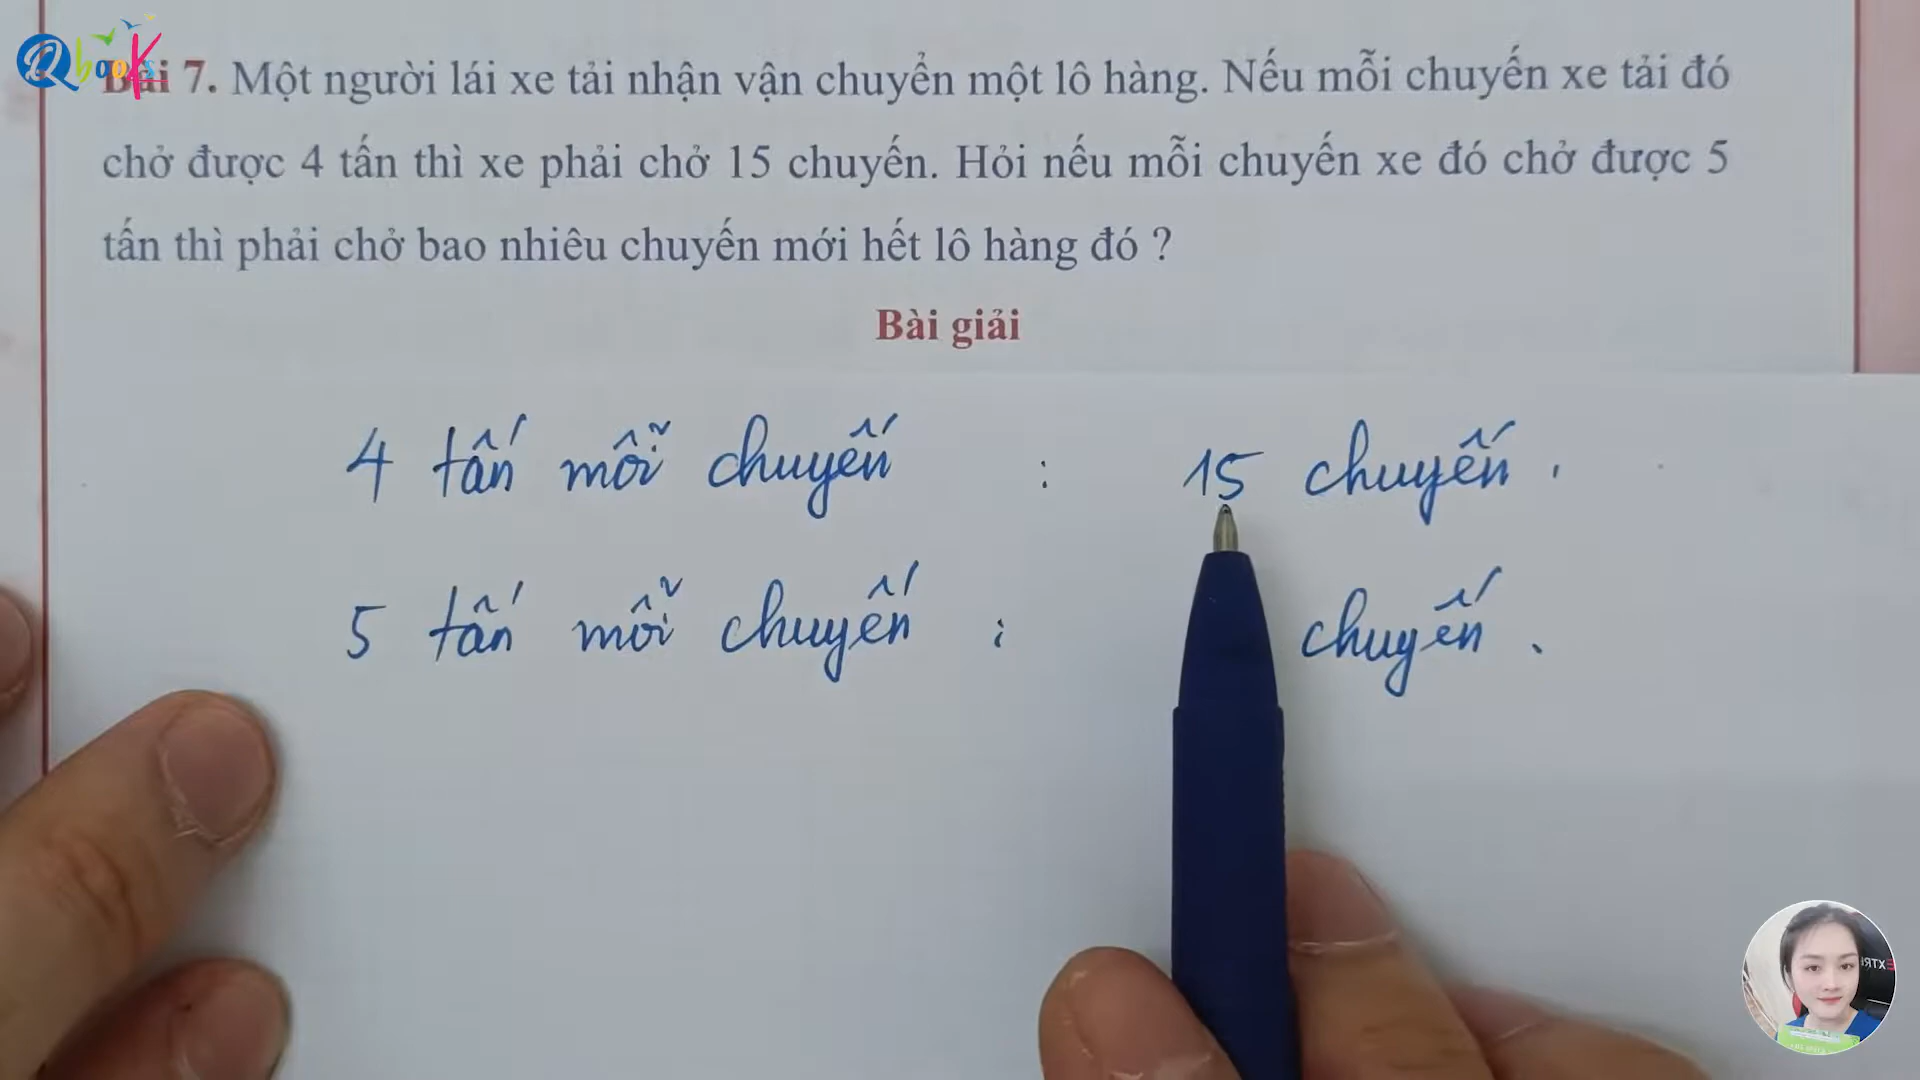 Qbooks
Bài 7. Một người lái xe tải nhận vận chuyển một lô hàng. Nếu mỗi chuyến xe tải đó
chở được 4 tấn thì xe phải chở 15 chuyến. Hỏi nếu mỗi chuyến xe đó chở được 5
tấn thì phải chở bao nhiêu chuyến mới hết lô hàng đó ?
Bài giải
4 tấn mỗi chuyến : 15 chuyến.
5 tấn mỗi chuyến : chuyến.